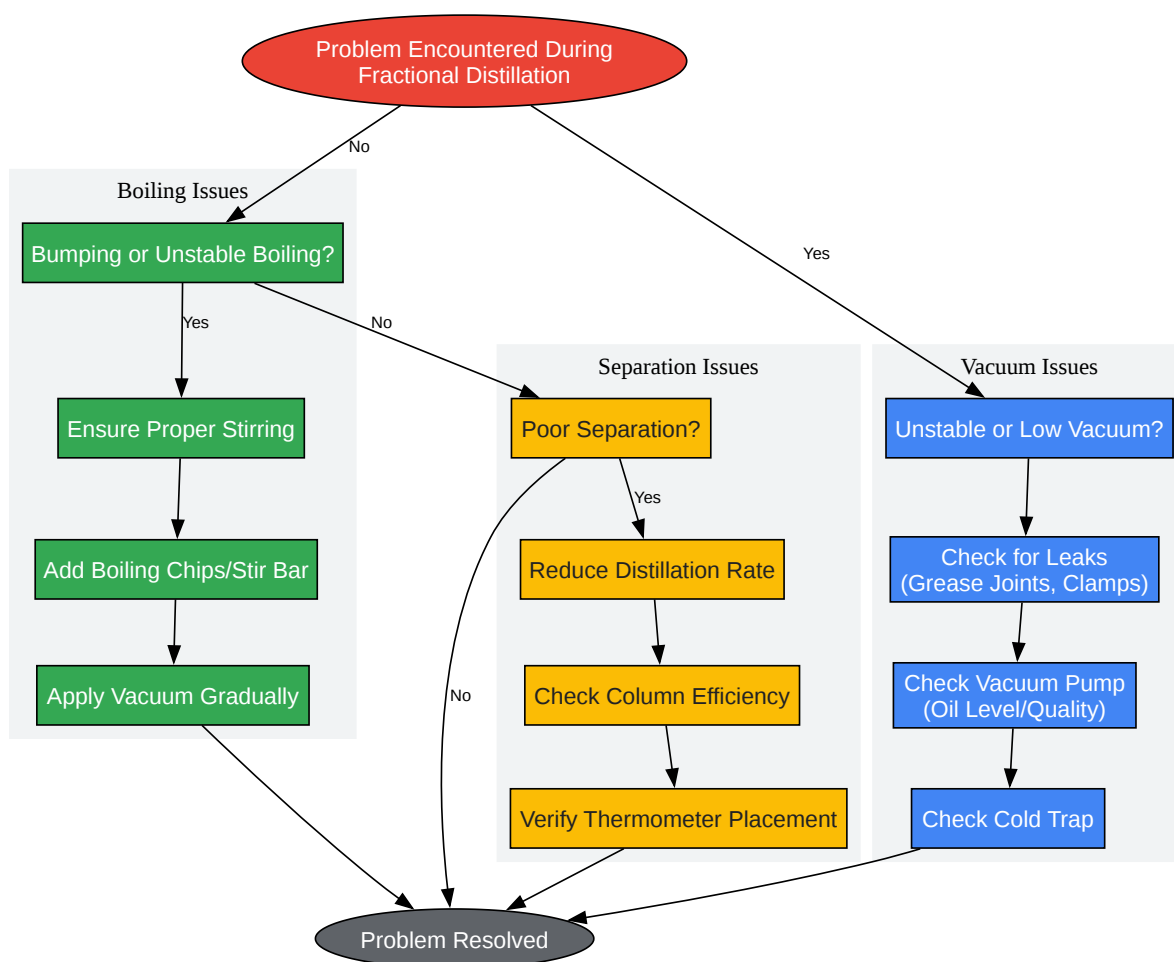 Problem Encountered During
Fractional Distillation
No
Yes
Boiling Issues
Bumping or Unstable Boiling?
Yes
No
Separation Issues
Vacuum Issues
Ensure Proper Stirring
Poor Separation?
Unstable or Low Vacuum?
Yes
Add Boiling Chips/Stir Bar
Reduce Distillation Rate
Check for Leaks
(Grease Joints, Clamps)
Apply Vacuum Gradually
No
Check Column Efficiency
Check Vacuum Pump
(Oil Level/Quality)
Verify Thermometer Placement
Check Cold Trap
Problem Resolved